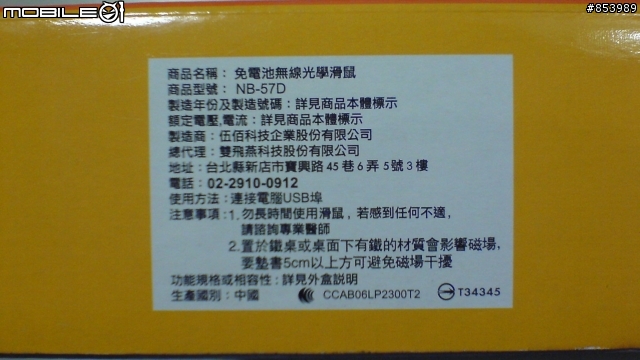 MOBILE01
#853989
商品名稱： 免電池無線光學滑鼠
商品型號： NB-57D
製造年份及製造號碼：詳見商品本體標示
額定電壓,電流：詳見商品本體標示
製造商：伍佰科技企業股份有限公司
總代理：雙飛燕科技股份有限公司
地址：台北縣新店市寶興路45巷6弄5號3樓
電話：02-2910-0912
使用方法：連接電腦USB埠
注意事項：1.勿長時間使用滑鼠，若感到任何不適，
請諮詢專業醫師
2.置於鐵桌或桌面下有鐵的材質會影響磁場，
要墊書5cm以上方可避免磁場干擾
功能規格或相容性：詳見外盒説明
生產國別：中國 CCAB06LP2300T2 T34345